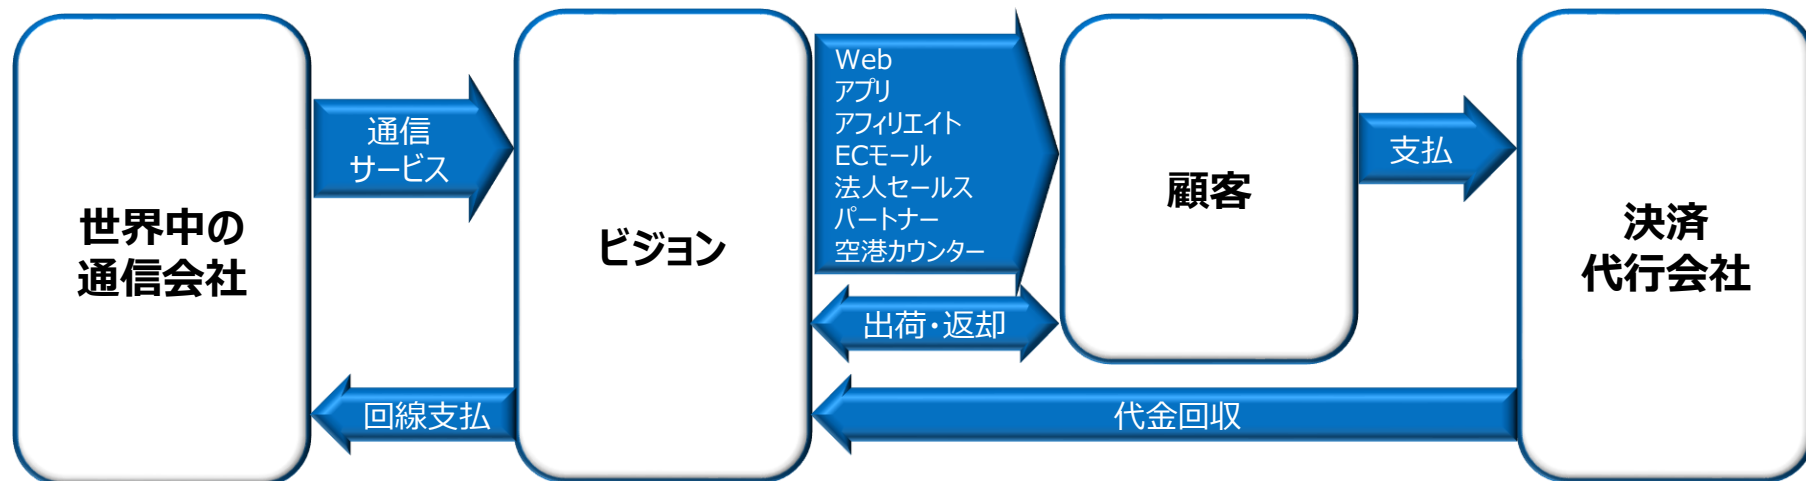 世界中の
通信会社
通信
サービス
回線支払
ビジョン
Web
アプリ
アフィリエイト
ECモール
法人セールス
パートナー
空港カウンター
出荷・返却
代金回収
顧客
支払
決済
代行会社